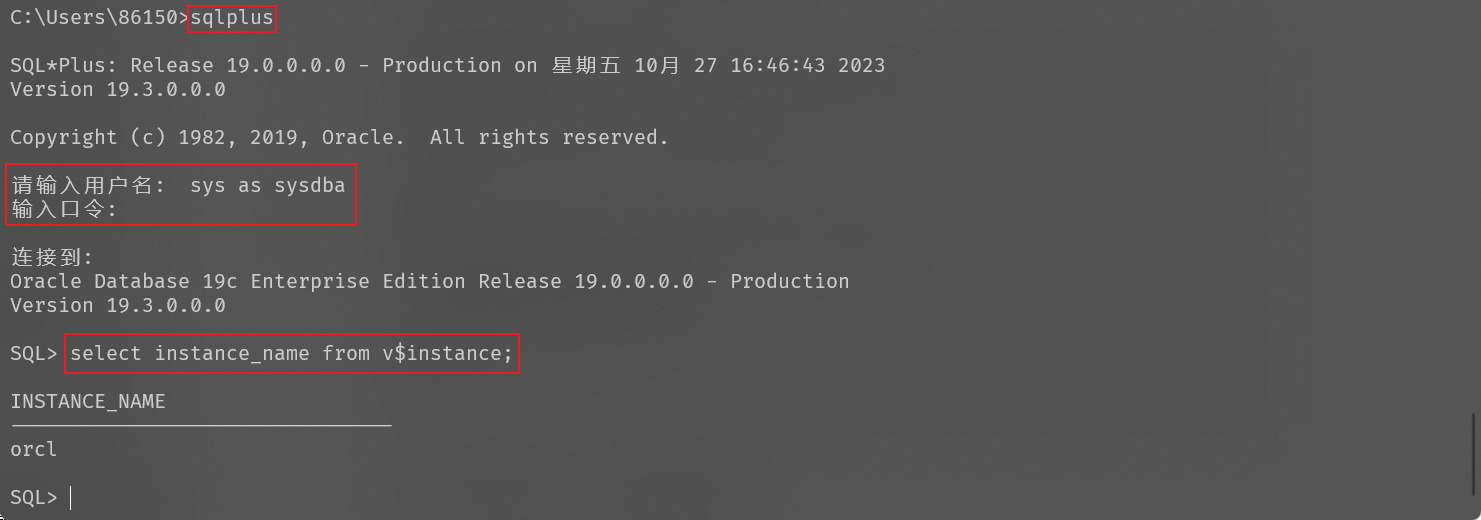 C:\Users\86150>sqlplus
SQL*Plus: Release 19.0.0.0.0 - Production on 星期五 10月 27 16:46:43 2023
Version 19.3.0.0.0
Copyright (c) 1982, 2019, Oracle.  All rights reserved.
请输入用户名:  sys as sysdba
输入口令:
连接到:
Oracle Database 19c Enterprise Edition Release 19.0.0.0.0 - Production
Version 19.3.0.0.0
SQL> select instance_name from v$instance;
INSTANCE_NAME
--------------------------------
orcl
SQL>